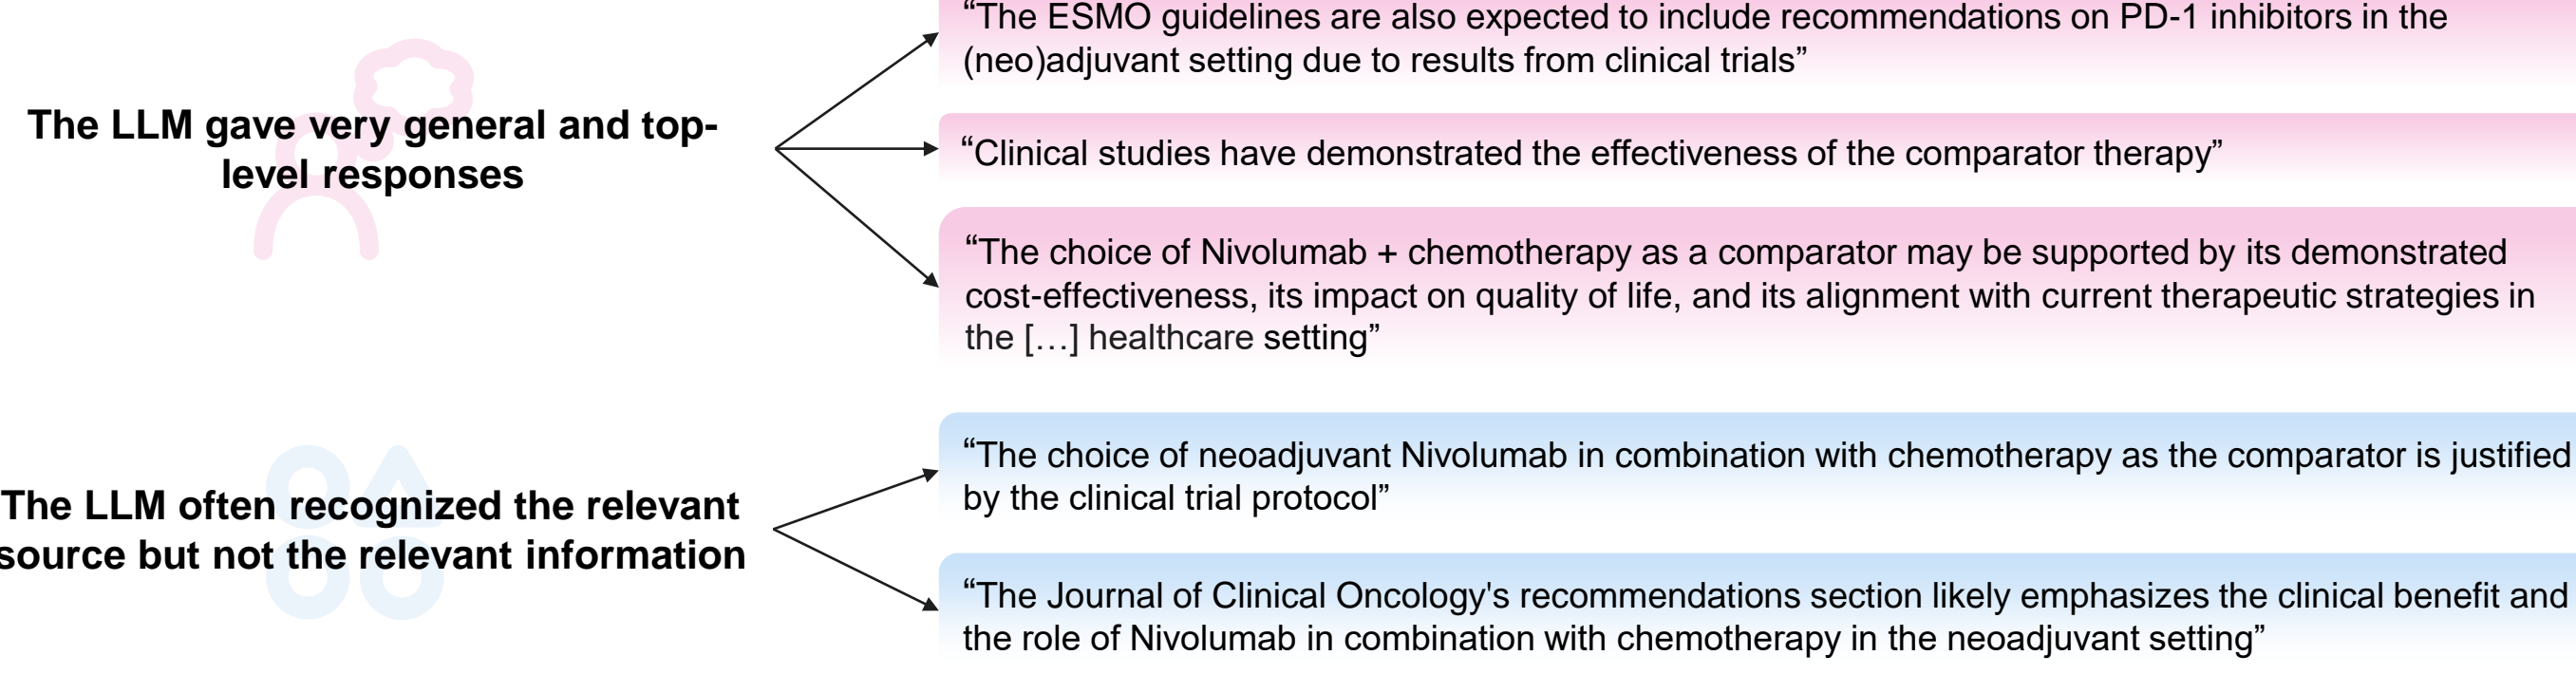 The LLM gave very general and top-
level responses
“The ESMO guidelines are also expected to include recommendations on PD-1 inhibitors in the
(neo)adjuvant setting due to results from clinical trials”
“Clinical studies have demonstrated the effectiveness of the comparator therapy”
“The choice of Nivolumab + chemotherapy as a comparator may be supported by its demonstrated
cost-effectiveness, its impact on quality of life, and its alignment with current therapeutic strategies in
the […] healthcare setting”
The LLM often recognized the relevant
source but not the relevant information
“The choice of neoadjuvant Nivolumab in combination with chemotherapy as the comparator is justified
by the clinical trial protocol”
“The Journal of Clinical Oncology's recommendations section likely emphasizes the clinical benefit and
the role of Nivolumab in combination with chemotherapy in the neoadjuvant setting”